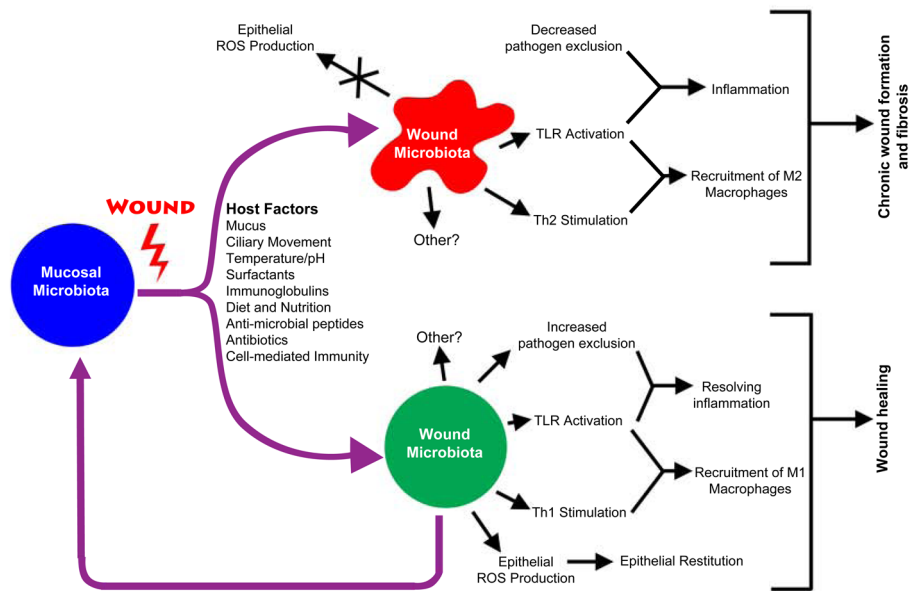 Epithelial
ROS Production
Decreased
pathogen exclusion
Inflammation
Wound
Microbiota
TLR Activation
Recruitment of M2
Macrophages
Th2 Stimulation
Other?
Chronic wound formation
and fibrosis
WOUND
Mucosal
Microbiota
Host Factors
Mucus
Ciliary Movement
Temperature/pH
Surfactants
Immunoglobulins
Diet and Nutrition
Anti-microbial peptides
Antibiotics
Cell-mediated Immunity
Other?
Increased
pathogen exclusion
Resolving
inflammation
Wound
Microbiota
TLR Activation
Recruitment of M1
Macrophages
Th1 Stimulation
Epithelial
ROS Production
Epithelial Restitution
Wound healing